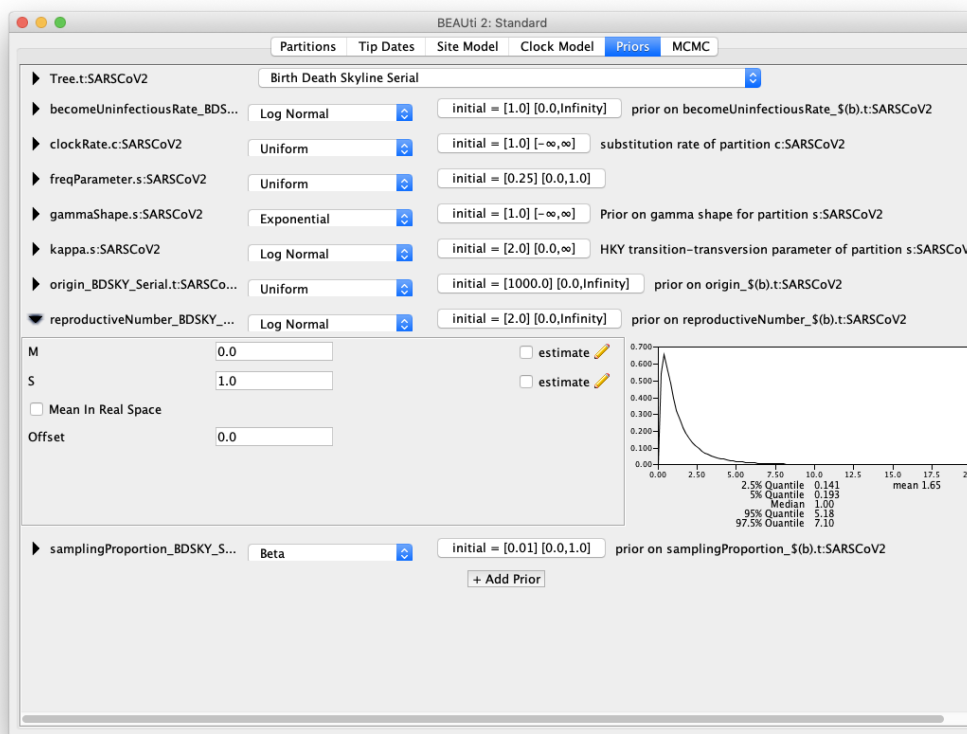 BEAUti 2: Standard
Partitions Tip Dates Site Model Clock Model Priors MCMC
Tree.t:SARSCoV2 Birth Death Skyline Serial
becomeUninfectiousRate_BDS... Log Normal initial = [1.0] [0.0,Infinity] prior on becomeUninfectiousRate_$(b).t:SARSCoV2
clockRate.c:SARSCoV2 Uniform initial = [1.0] [-∞,∞] substitution rate of partition c:SARSCoV2
freqParameter.s:SARSCoV2 Uniform initial = [0.25] [0.0,1.0]
gammaShape.s:SARSCoV2 Exponential initial = [1.0] [-∞,∞] Prior on gamma shape for partition s:SARSCoV2
kappa.s:SARSCoV2 Log Normal initial = [2.0] [0.0,∞] HKY transition-transversion parameter of partition s:SARSCoV
origin_BDSKY_Serial.t:SARSCo... Uniform initial = [1000.0] [0.0,Infinity] prior on origin_$(b).t:SARSCoV2
reproductiveNumber_BDSKY_... Log Normal initial = [2.0] [0.0,Infinity] prior on reproductiveNumber_$(b).t:SARSCoV2
M 0.0 estimate
S 1.0 estimate
Mean In Real Space
Offset 0.0
0.700
0.600
0.500
0.400
0.300
0.200
0.100
0.00
0.00 2.50 5.00 7.50 10.0 12.5 15.0 17.5 2
2.5% Quantile 0.141 mean 1.65
5% Quantile 0.193
Median 1.00
95% Quantile 5.18
97.5% Quantile 7.10
samplingProportion_BDSKY_S... Beta initial = [0.01] [0.0,1.0] prior on samplingProportion_$(b).t:SARSCoV2
+ Add Prior